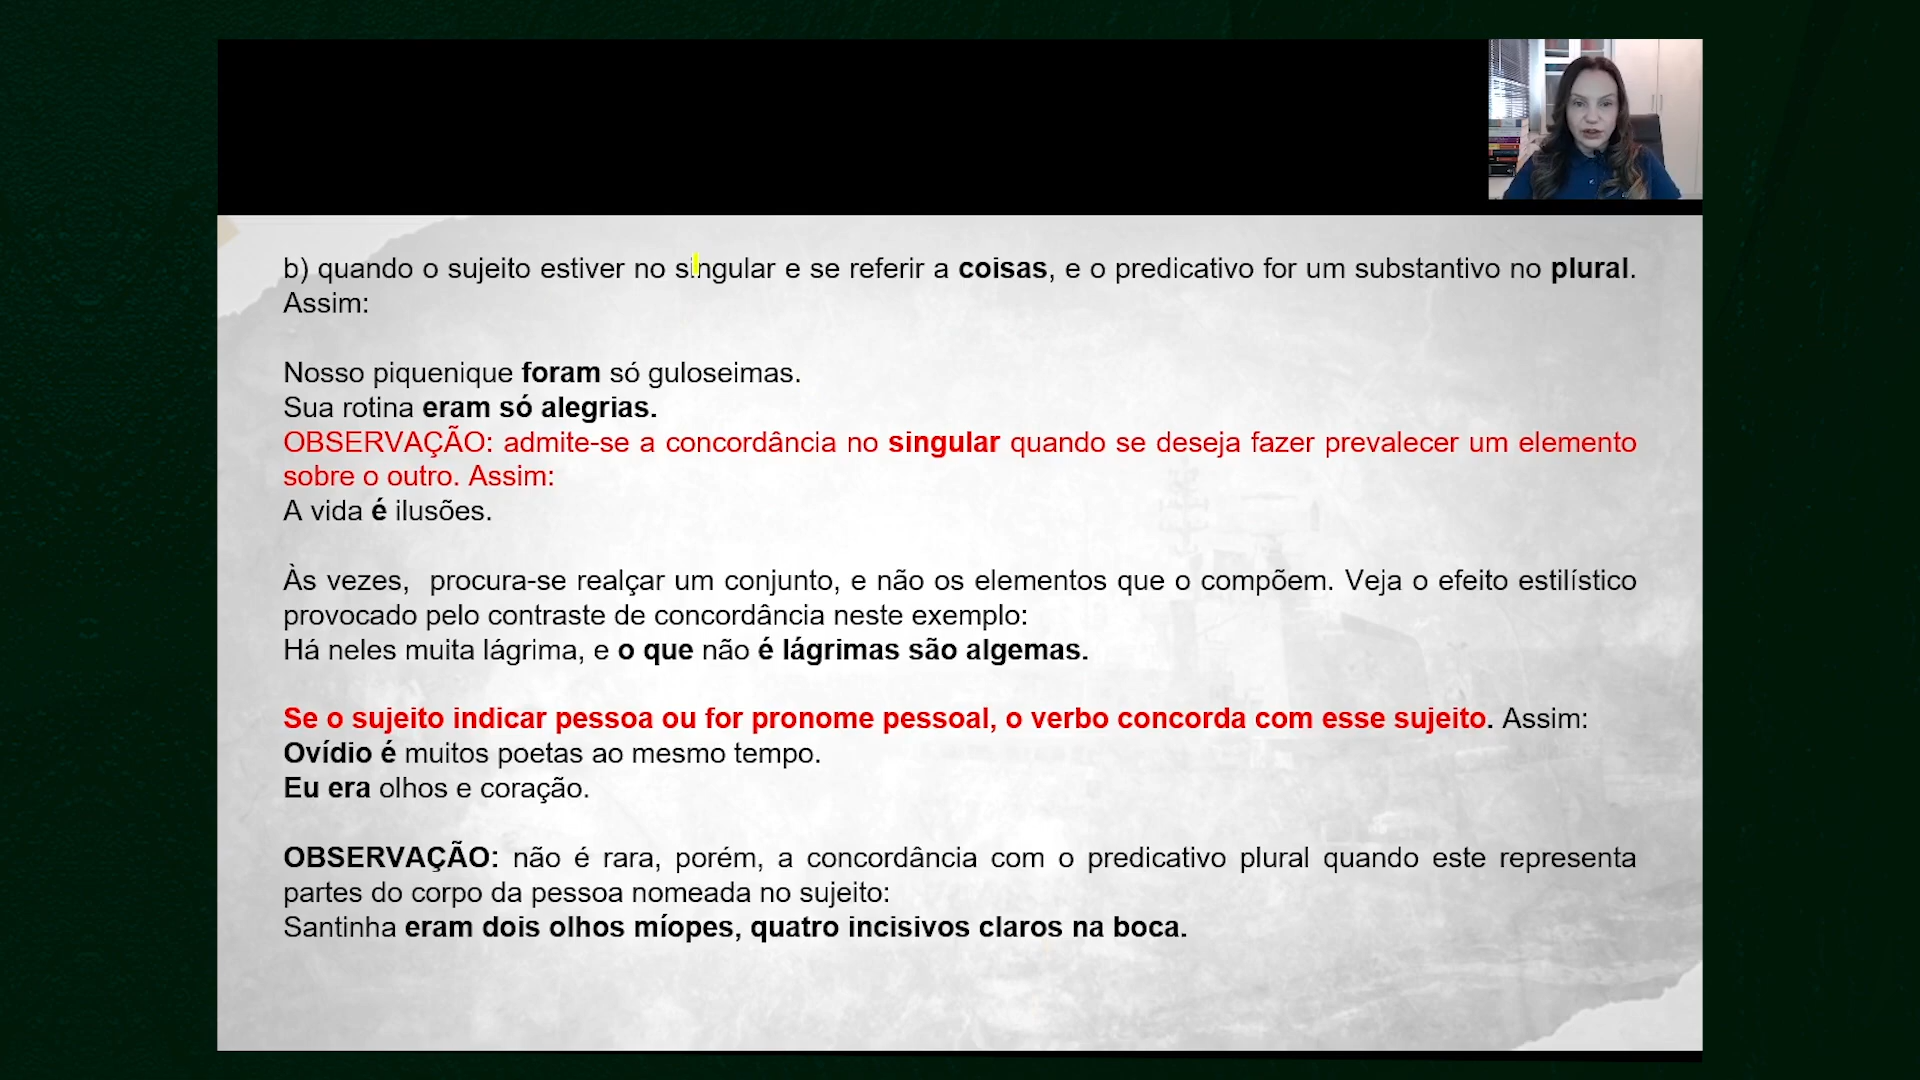 b) quando o sujeito estiver no singular e se referir a coisas, e o predicativo for um substantivo no plural.
Assim:
Nosso piquenique foram só guloseimas.
Sua rotina eram só alegrias.
OBSERVAÇÃO: admite-se a concordância no singular quando se deseja fazer prevalecer um elemento
sobre o outro. Assim:
A vida é ilusões.
Às vezes,  procura-se realçar um conjunto, e não os elementos que o compõem. Veja o efeito estilístico
provocado pelo contraste de concordância neste exemplo:
Há neles muita lágrima, e o que não é lágrimas são algemas.
Se o sujeito indicar pessoa ou for pronome pessoal, o verbo concorda com esse sujeito. Assim:
Ovídio é muitos poetas ao mesmo tempo.
Eu era olhos e coração.
OBSERVAÇÃO: não é rara, porém, a concordância com o predicativo plural quando este representa
partes do corpo da pessoa nomeada no sujeito:
Santinha eram dois olhos míopes, quatro incisivos claros na boca.